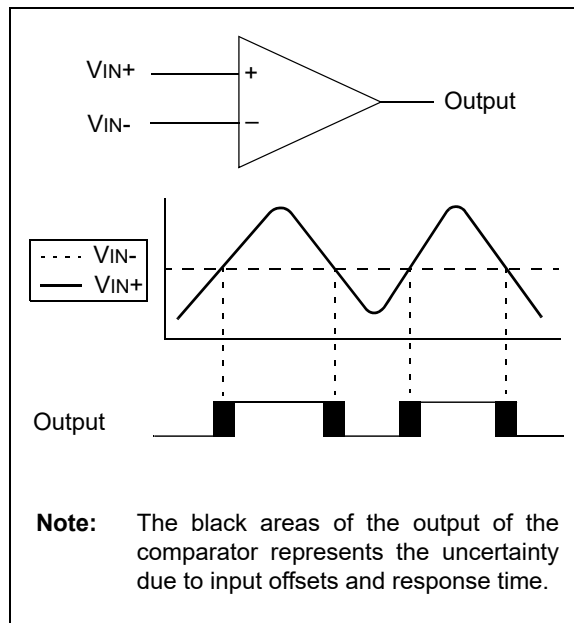 VIN+
+
Output
VIN-
–
VIN-
VIN+
Output
Note: The black areas of the output of the
comparator represents the uncertainty
due to input offsets and response time.